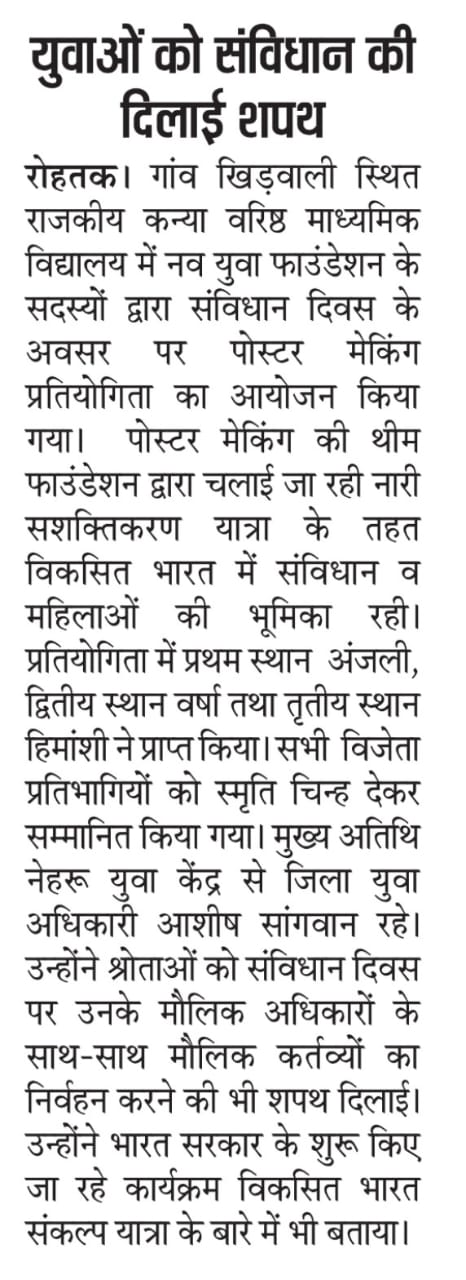 युवाओं को संविधान की
दिलाई शपथ
रोहतक। गांव खिड़वाली स्थित
राजकीय कन्या वरिष्ठ माध्यमिक
विद्यालय में नव युवा फाउंडेशन के
सदस्यों द्वारा संविधान दिवस के
अवसर पर पोस्टर मेकिंग
प्रतियोगिता का आयोजन किया
गया। पोस्टर मेकिंग की थीम
फाउंडेशन द्वारा चलाई जा रही नारी
सशक्तिकरण यात्रा के तहत
विकसित भारत में संविधान व
महिलाओं की भूमिका रही।
प्रतियोगिता में प्रथम स्थान अंजली,
द्वितीय स्थान वर्षा तथा तृतीय स्थान
हिमांशी ने प्राप्त किया। सभी विजेता
प्रतिभागियों को स्मृति चिन्ह देकर
सम्मानित किया गया। मुख्य अतिथि
नेहरू युवा केंद्र से जिला युवा
अधिकारी आशीष सांगवान रहे।
उन्होंने श्रोताओं को संविधान दिवस
पर उनके मौलिक अधिकारों के
साथ-साथ मौलिक कर्तव्यों का
निर्वहन करने की भी शपथ दिलाई।
उन्होंने भारत सरकार के शुरू किए
जा रहे कार्यक्रम विकसित भारत
संकल्प यात्रा के बारे में भी बताया।